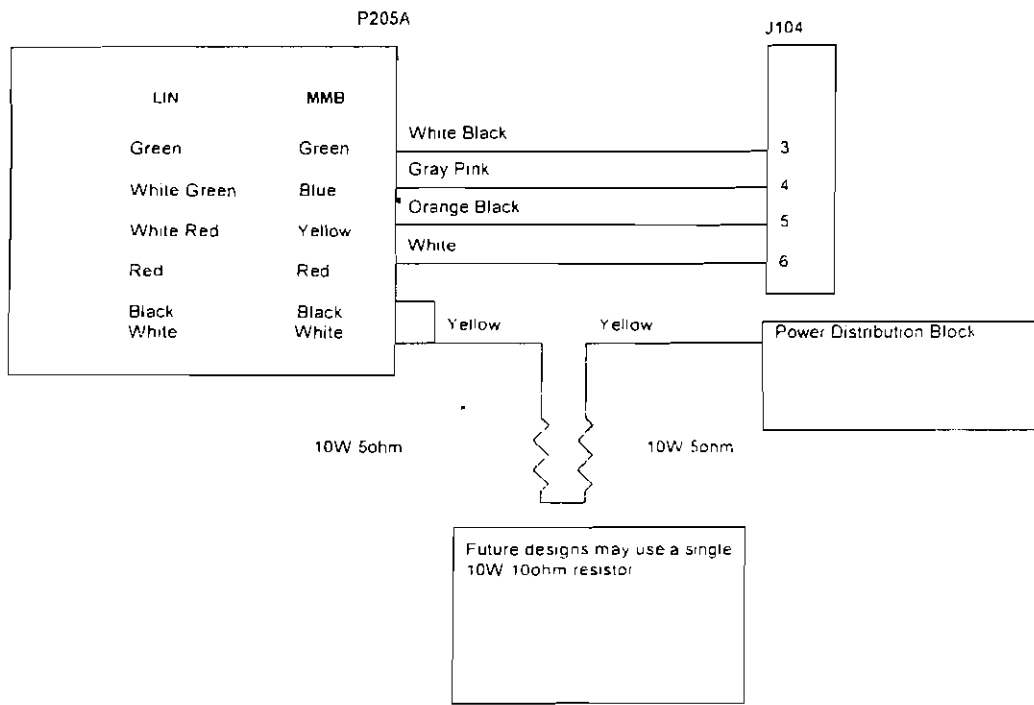 P205A
J104
LIN MMB
White Black
Green Green 3
Gray Pink
White Green Blue 4
Orange Black
White Red Yellow 5
White
Red Red 6
Black Black
White White
Yellow Yellow
Power Distribution Block
10W 5ohm 10W 5ohm
Future designs may use a single
10W 10ohm resistor